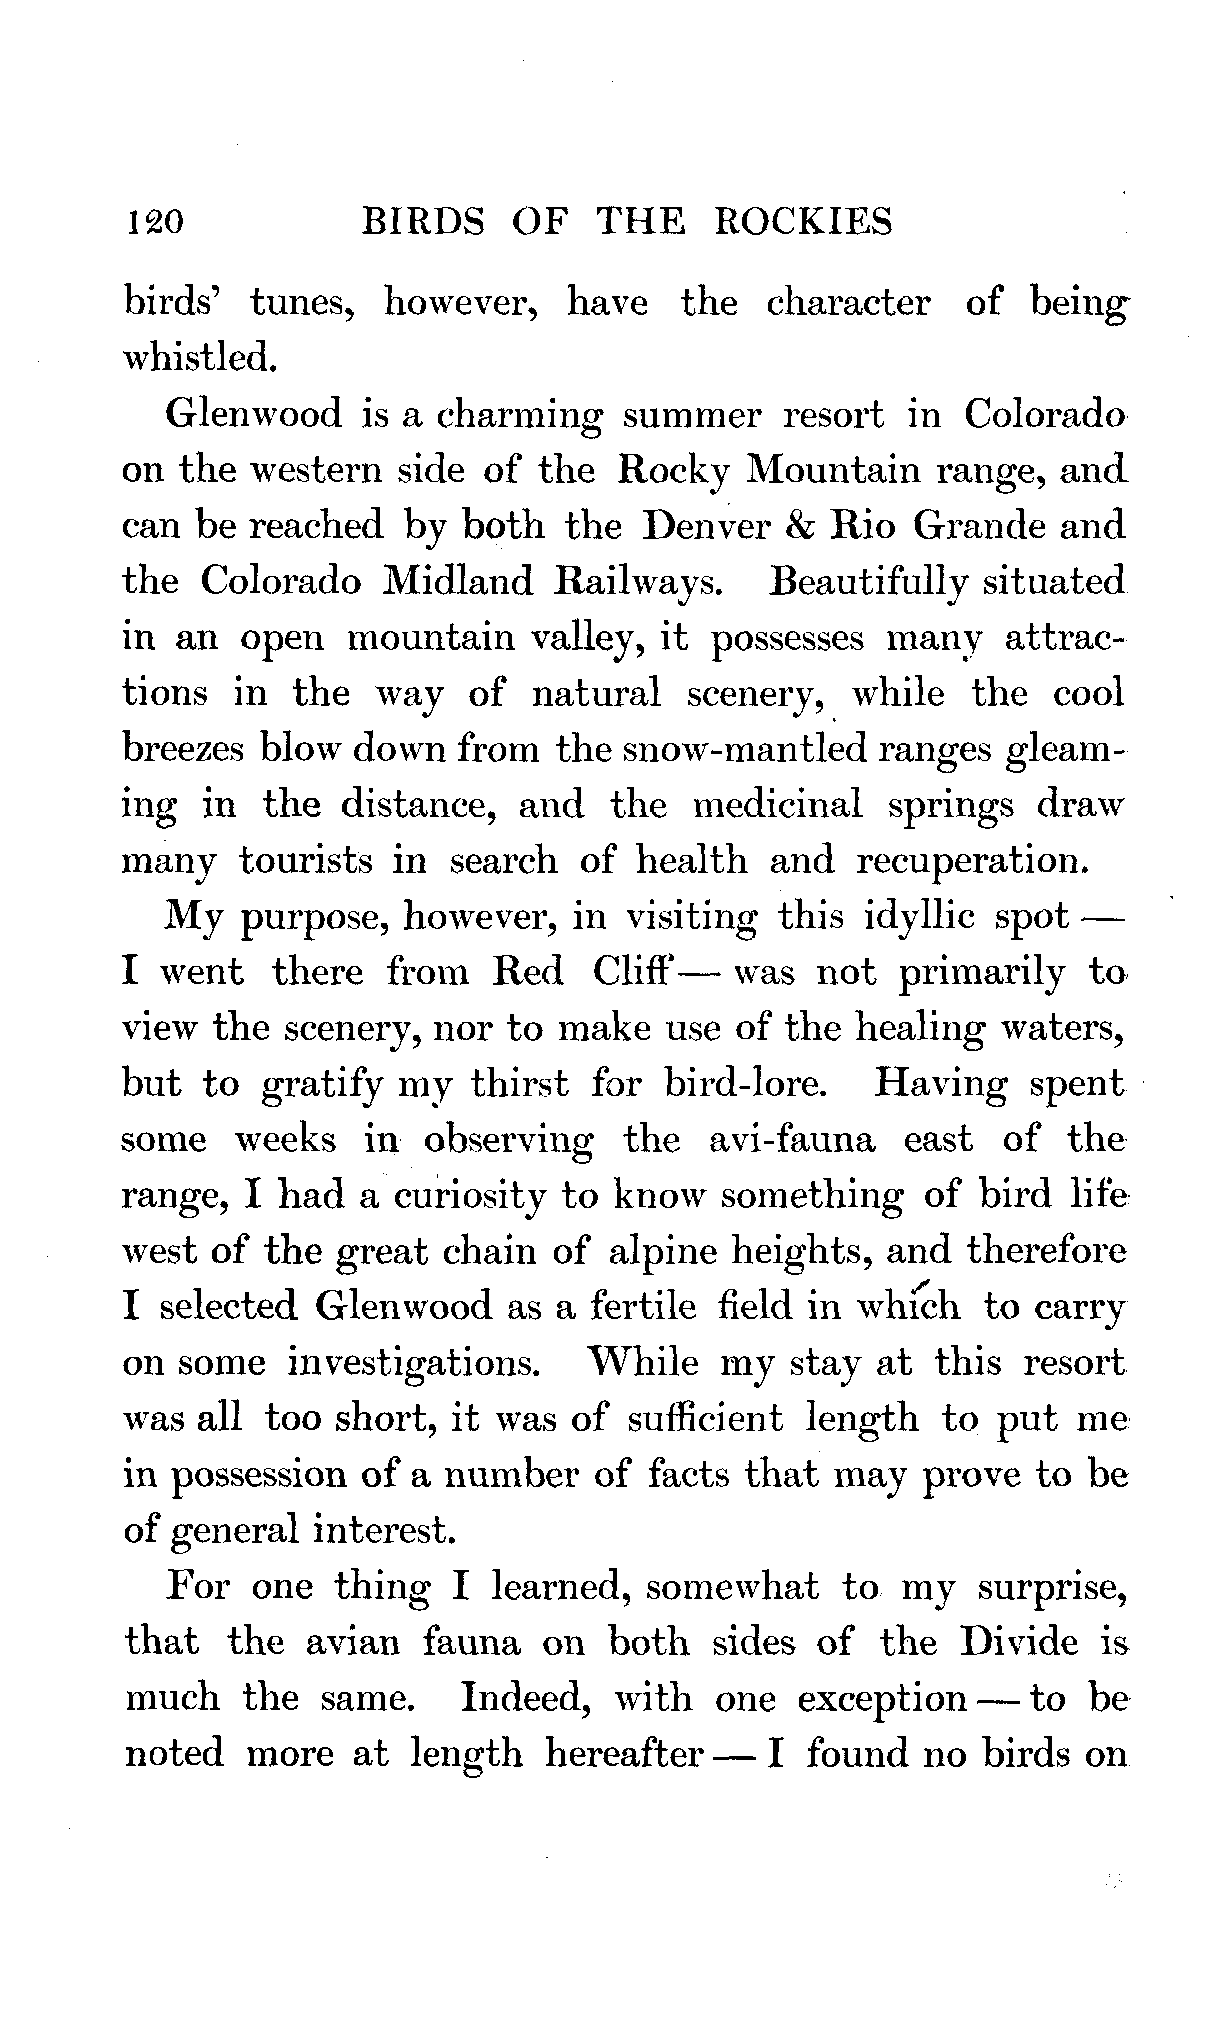 120 BIRDS OF THE ROCKIES
birds' tunes, however, have the character of being
whistled.
Glenwood is a charming summer resort in Colorado
on the western side of the Rocky Mountain range, and
can be reached by both the Denver & Rio Grande and
the Colorado Midland Railways. Beautifully situated
in an open mountain valley, it possesses many attrac-
tions in the way of natural scenery, while the cool
breezes blow down from the snow-mantled ranges gleam-
ing in the distance, and the medicinal springs draw
many tourists in search of health and recuperation.
My purpose, however, in visiting this idyllic spot —
I went there from Red Cliff — was not primarily to
view the scenery, nor to make use of the healing waters,
but to gratify my thirst for bird-lore. Having spent
some weeks in observing the avi-fauna east of the
range, I had a curiosity to know something of bird life
west of the great chain of alpine heights, and therefore
I selected Glenwood as a fertile field in which to carry
on some investigations. While my stay at this resort
was all too short, it was of sufficient length to put me
in possession of a number of facts that may prove to be
of general interest.
For one thing I learned, somewhat to my surprise,
that the avian fauna on both sides of the Divide is
much the same. Indeed, with one exception — to be
noted more at length hereafter — I found no birds on